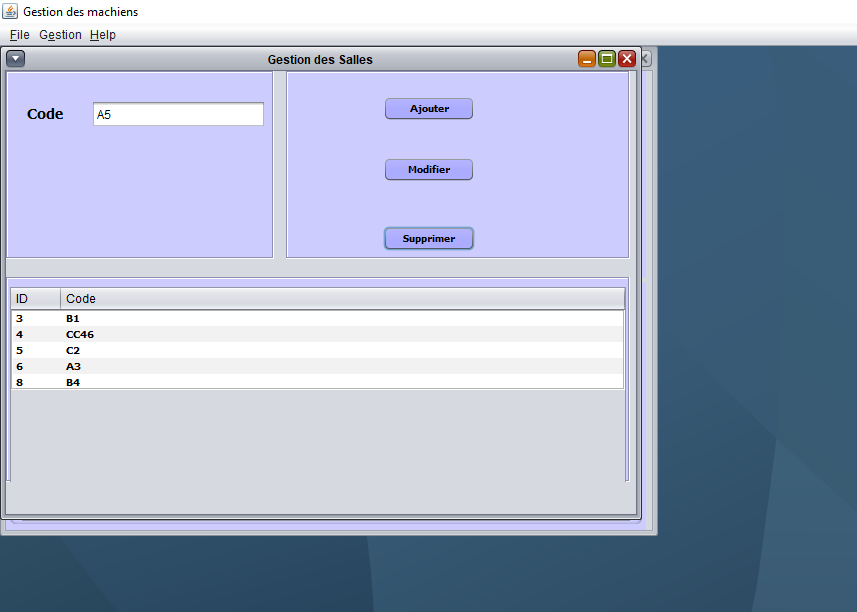 Gestion des machiens
File Gestion Help
Gestion des Salles
Code A5
Ajouter
Modifier
Supprimer
ID Code
3 B1
4 CC46
5 C2
6 A3
8 B4